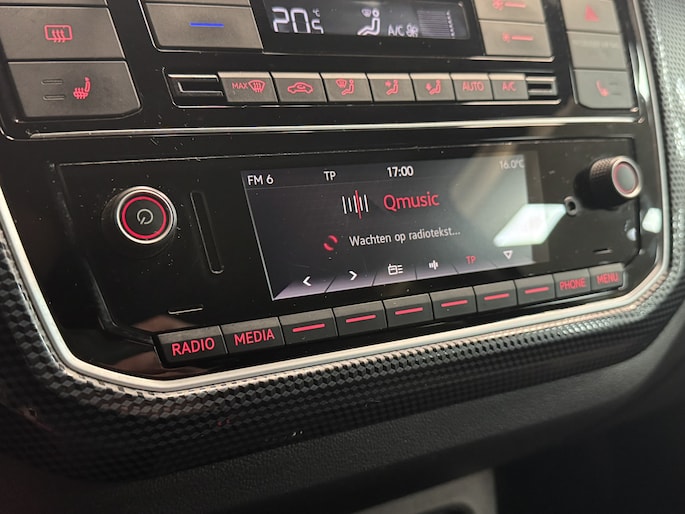 20.5°C A/C
MAX AUTO A/C
FM 6 TP 17:00 16.0°C
Qmusic
Wachten op radiotekst...
TP
RADIO MEDIA PHONE MENU